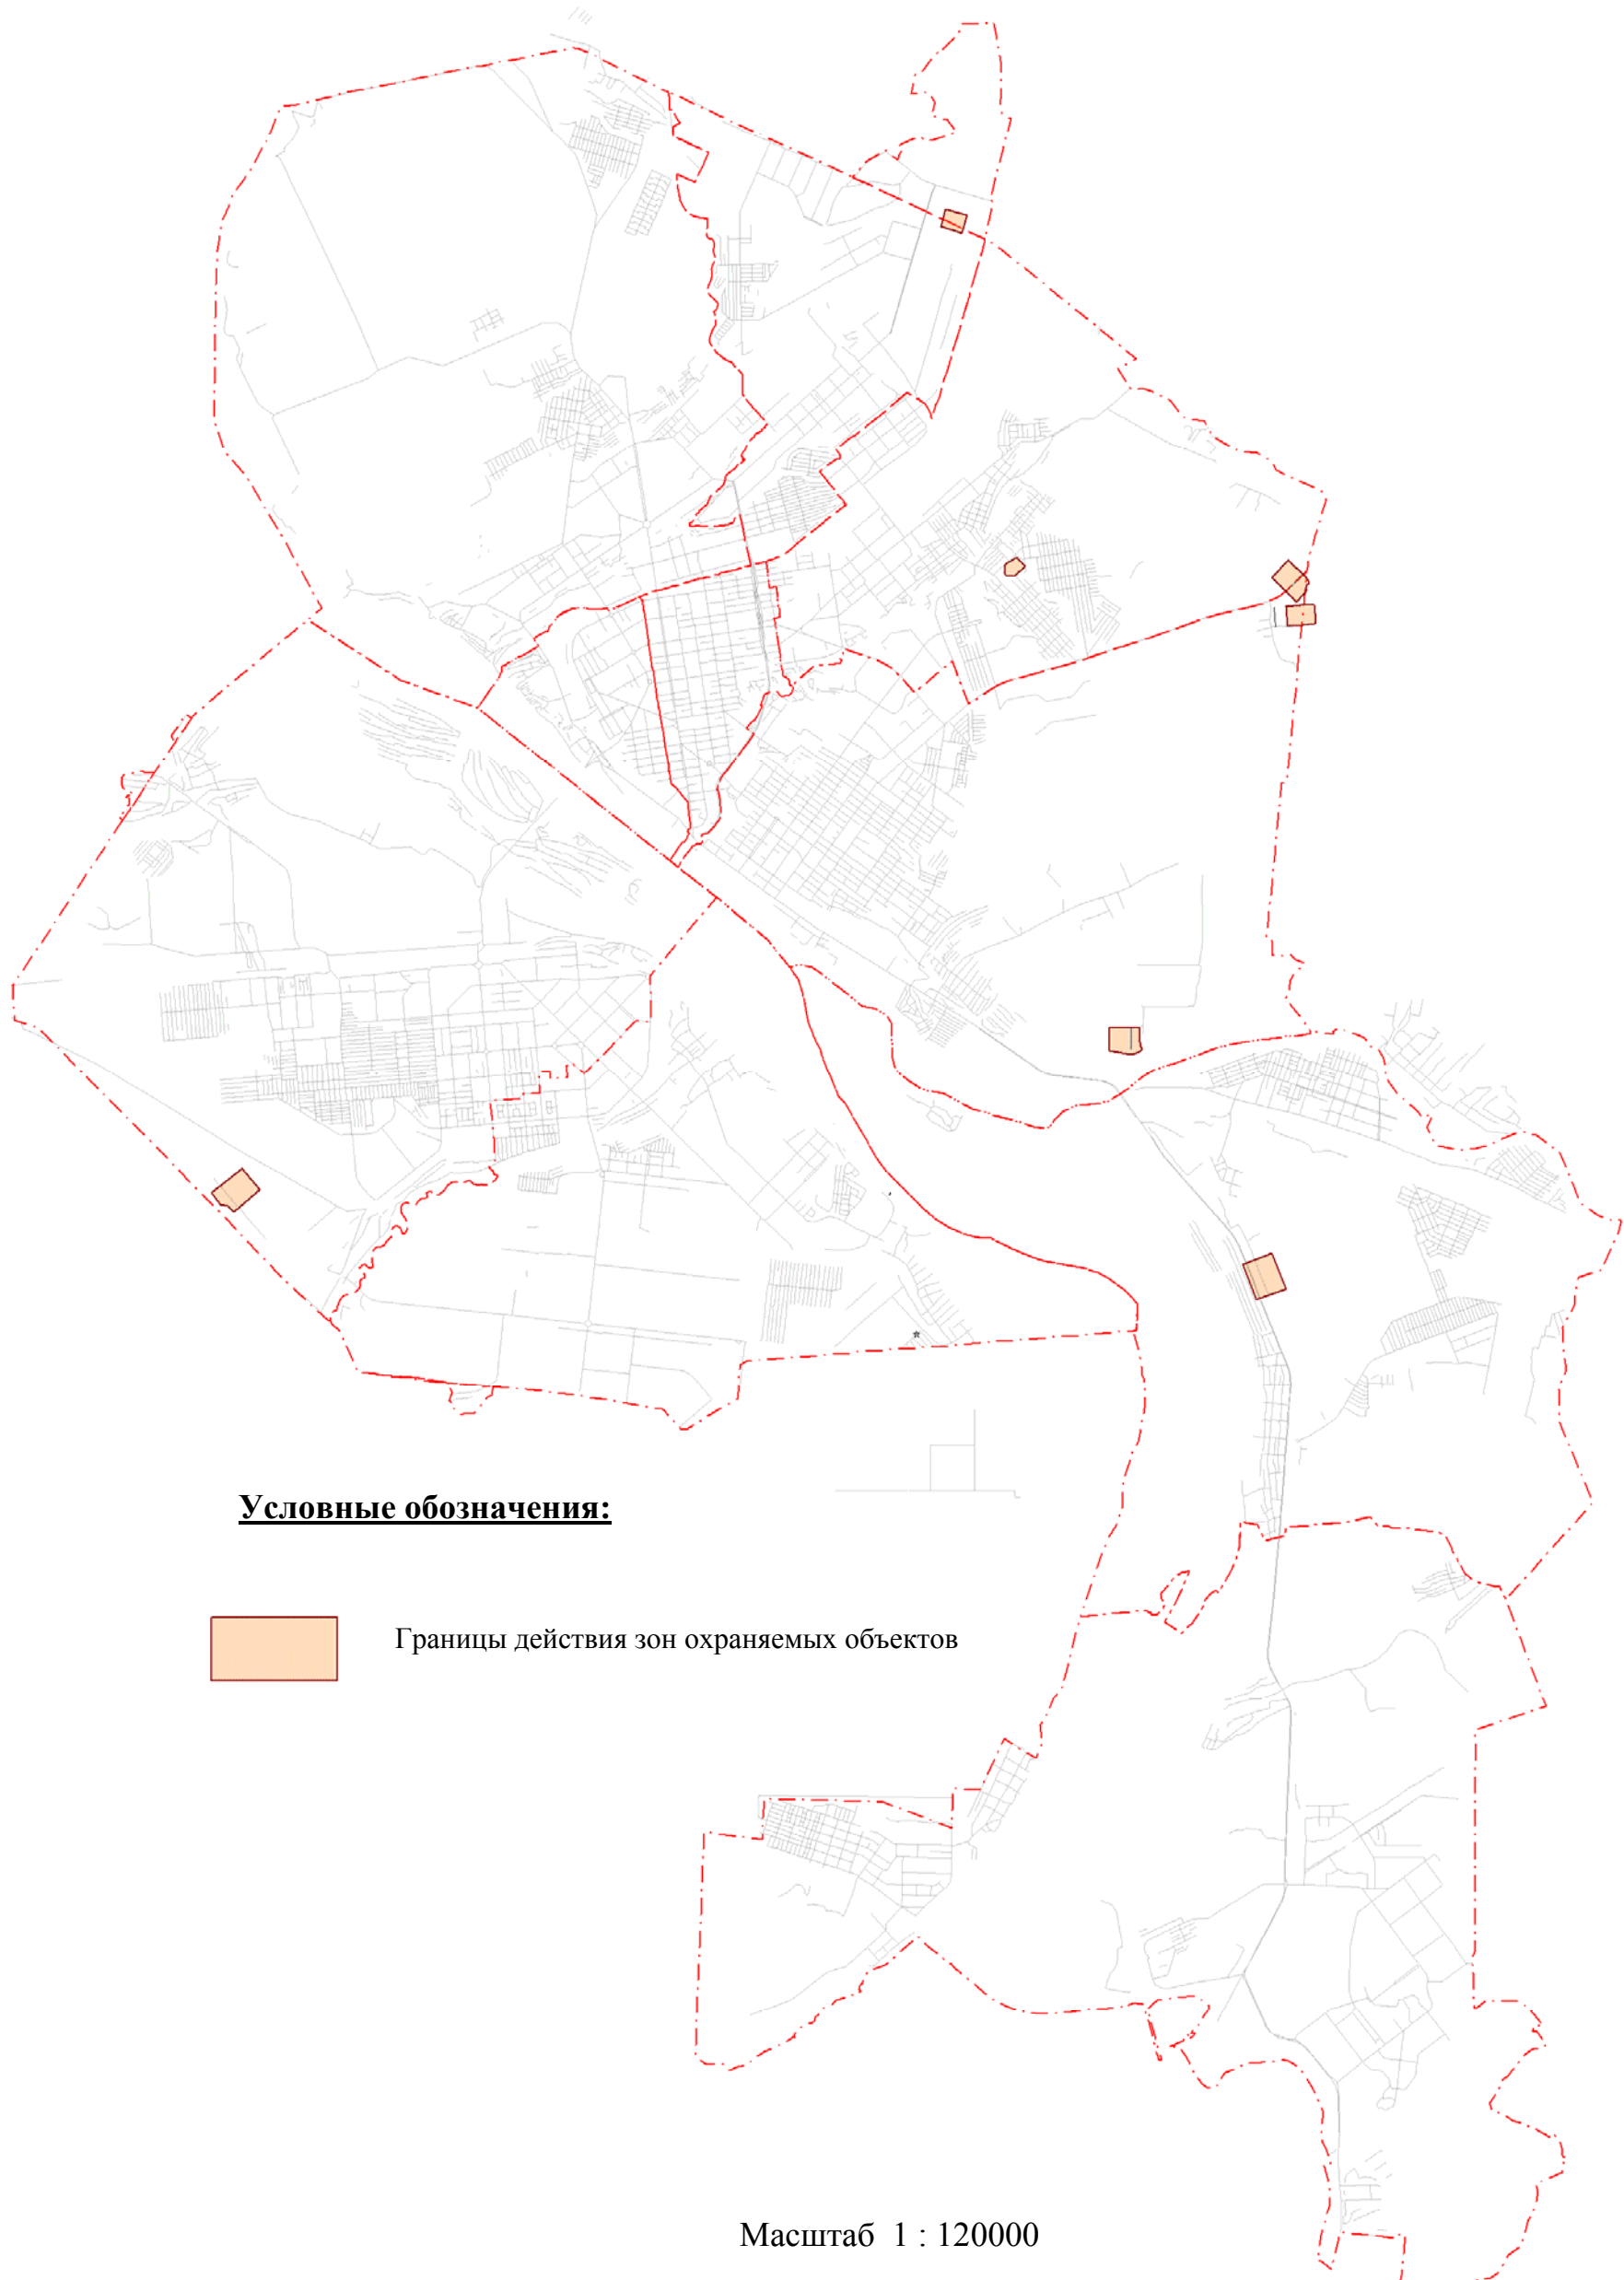 Условные обозначения:
Границы действия зон охраняемых объектов
Масштаб 1 : 120000